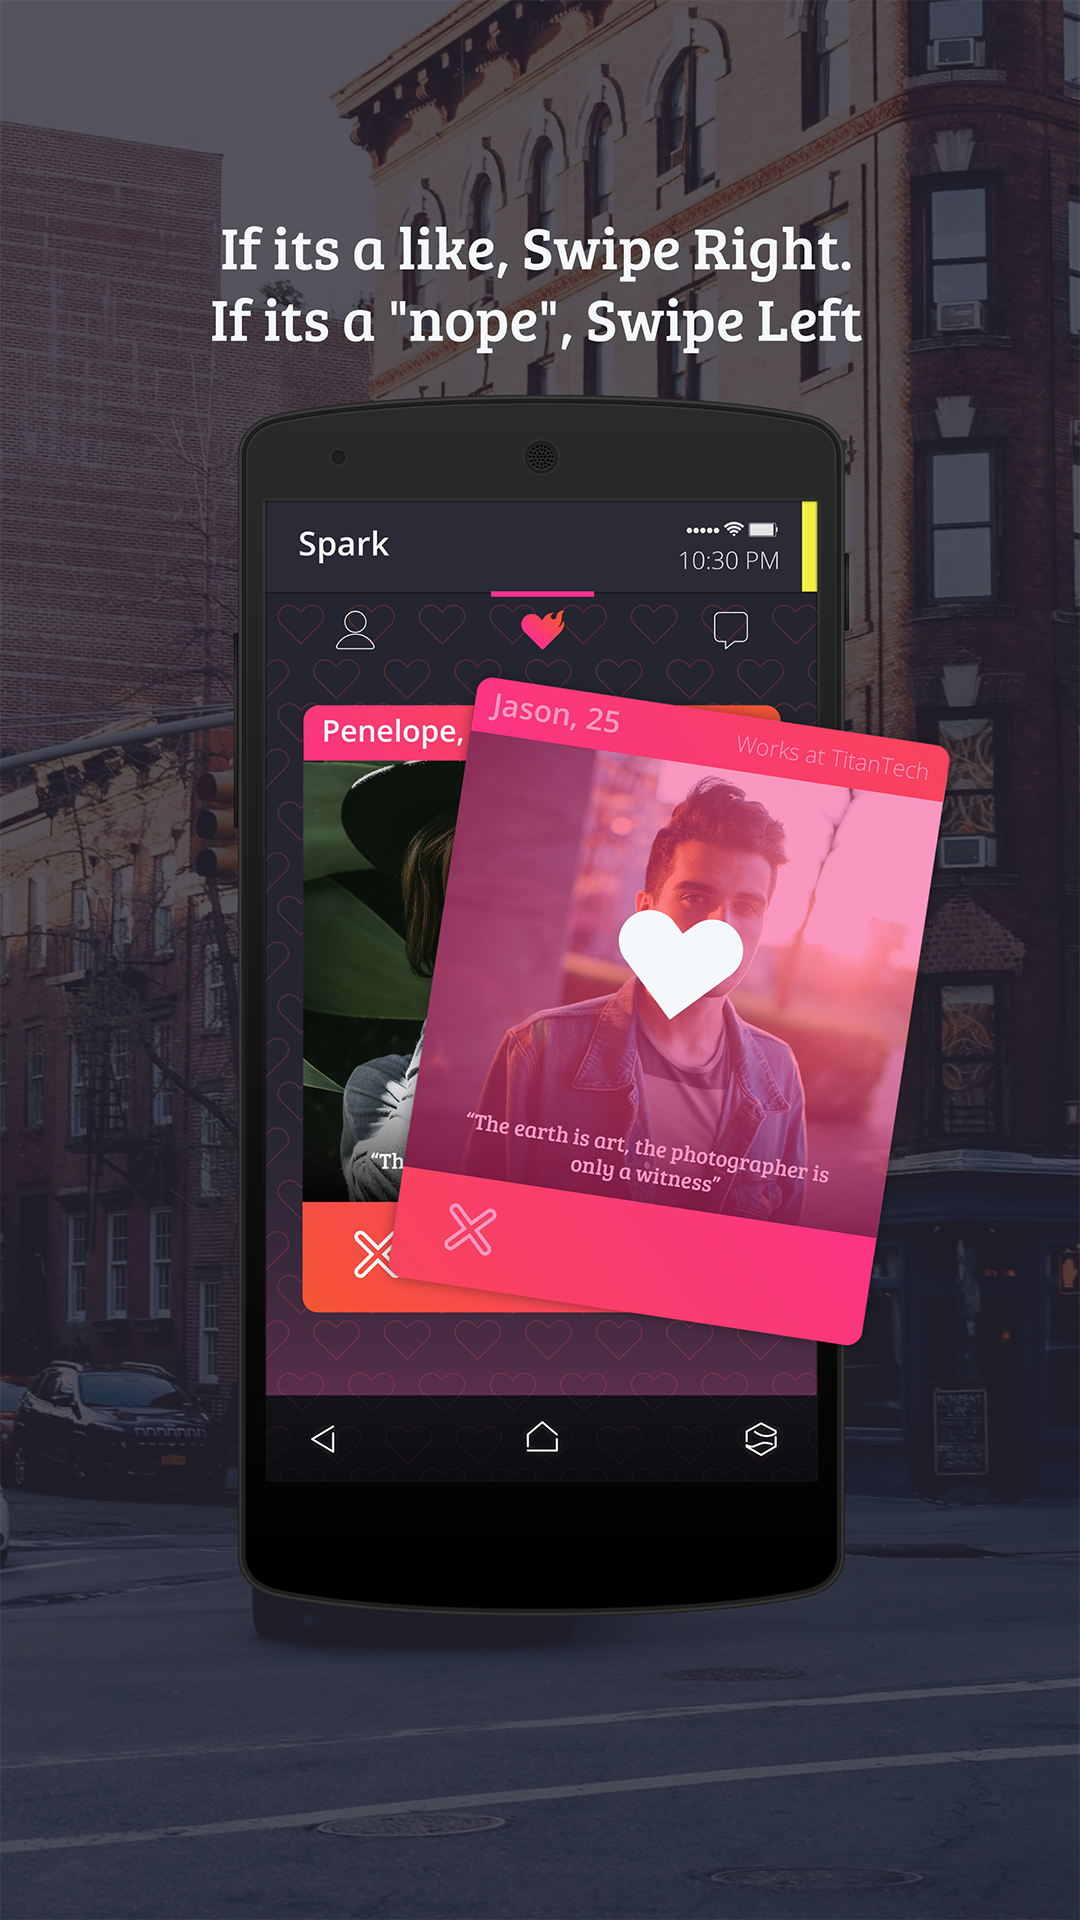 If its a like, Swipe Right.
If its a "nope", Swipe Left
Spark
10:30 PM
Jason, 25
Works at TitanTech
Penelope,
“The earth is art, the photographer is
only a witness”
“Th